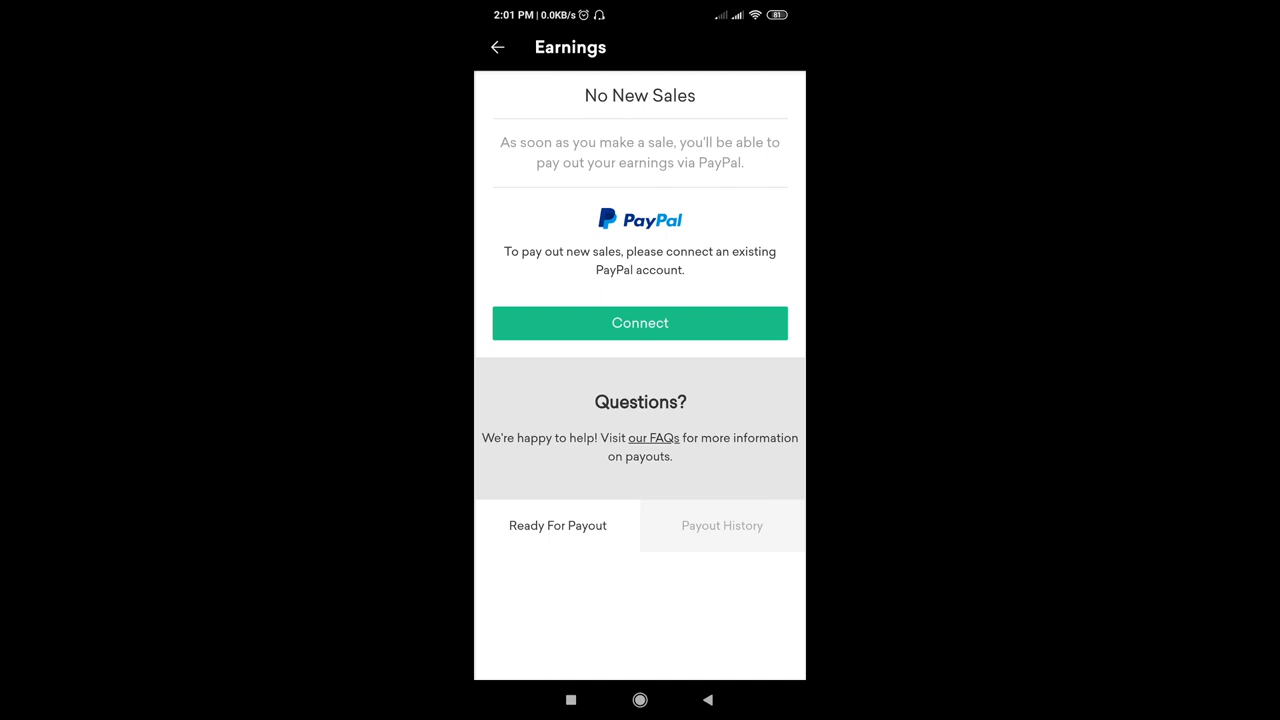 2:01 PM | 0.0KB/s 81
Earnings
No New Sales
As soon as you make a sale, you'll be able to
pay out your earnings via PayPal.
PayPal
To pay out new sales, please connect an existing
PayPal account.
Connect
Questions?
We're happy to help! Visit our FAQs for more information
on payouts.
Ready For Payout Payout History